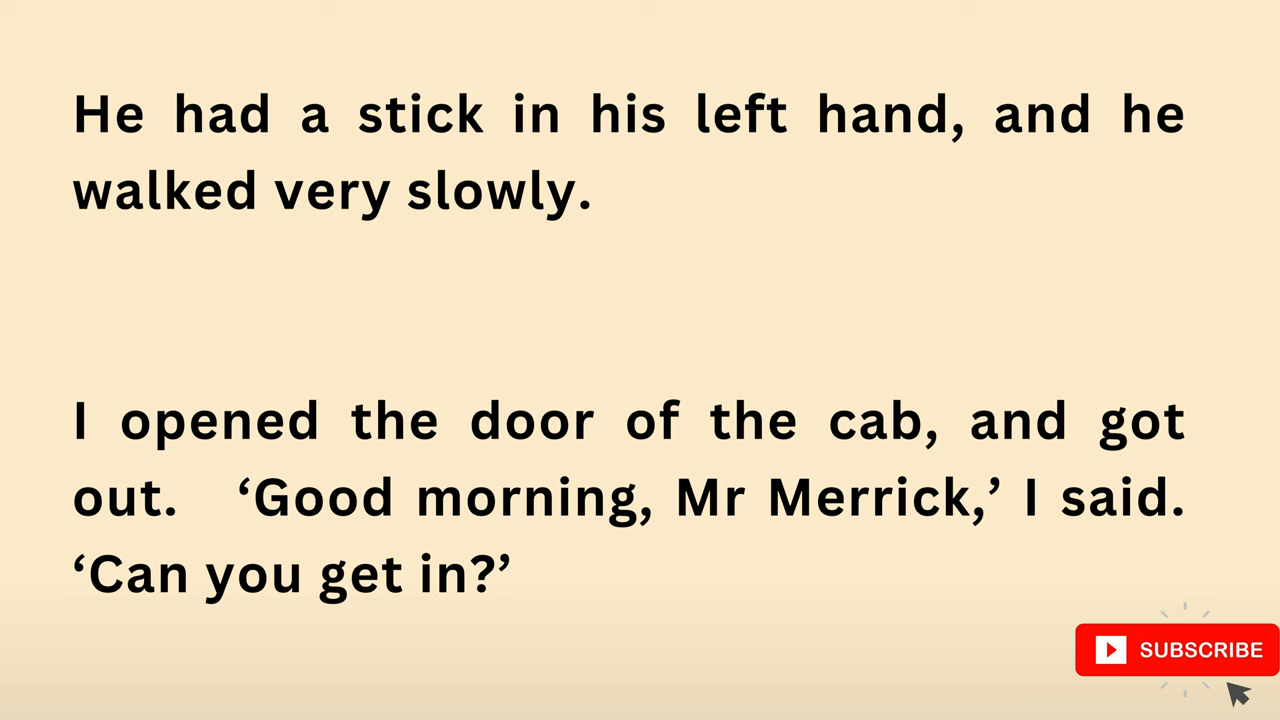 He had a stick in his left hand, and he
walked very slowly.
I opened the door of the cab, and got
out. ‘Good morning, Mr Merrick,’ I said.
‘Can you get in?’
SUBSCRIBE